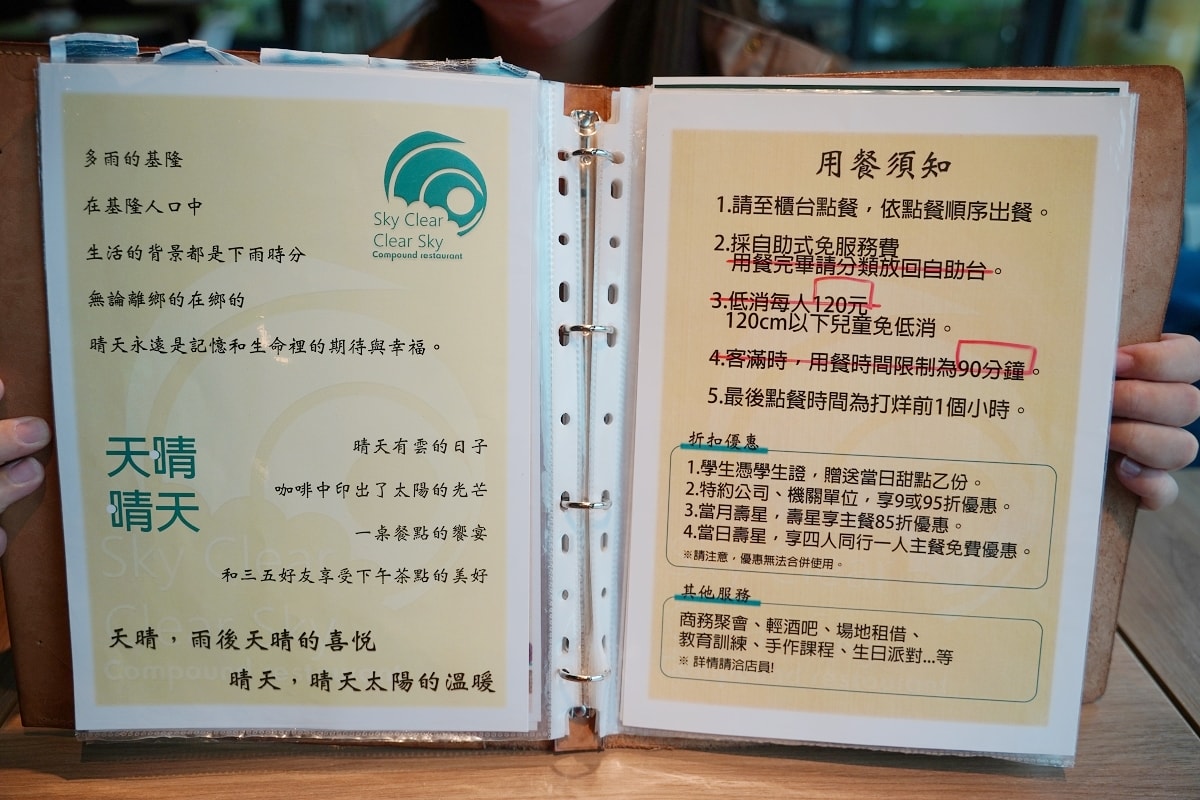 多雨的基隆
在基隆人口中
生活的背景都是下雨時分
無論離鄉的在鄉的
晴天永遠是記憶和生命裡的期待與幸福。
Sky Clear
Clear Sky
Compound restaurant
天晴
晴天
晴天有雲的日子
咖啡中印出了太陽的光芒
一桌餐點的饗宴
和三五好友享受下午茶點的美好
天晴，雨後天晴的喜悅
晴天，晴天太陽的溫暖
Sky Clear
Clear Sky
Compound restaurant
用餐須知
1.請至櫃台點餐，依點餐順序出餐。
2.採自助式免服務費
用餐完畢請分類放回自助台。
3.低消每人120元
120cm以下兒童免低消。
4.客滿時，用餐時間限制為90分鐘。
5.最後點餐時間為打烊前1個小時。
折扣優惠
1.學生憑學生證，贈送當日甜點乙份。
2.特約公司、機關單位，享9或95折優惠。
3.當月壽星，壽星享主餐85折優惠。
4.當日壽星，享四人同行一人主餐免費優惠。
※請注意，優惠無法合併使用。
其他服務
商務聚會、輕酒吧、場地租借、
教育訓練、手作課程、生日派對...等
※ 詳情請洽店員!